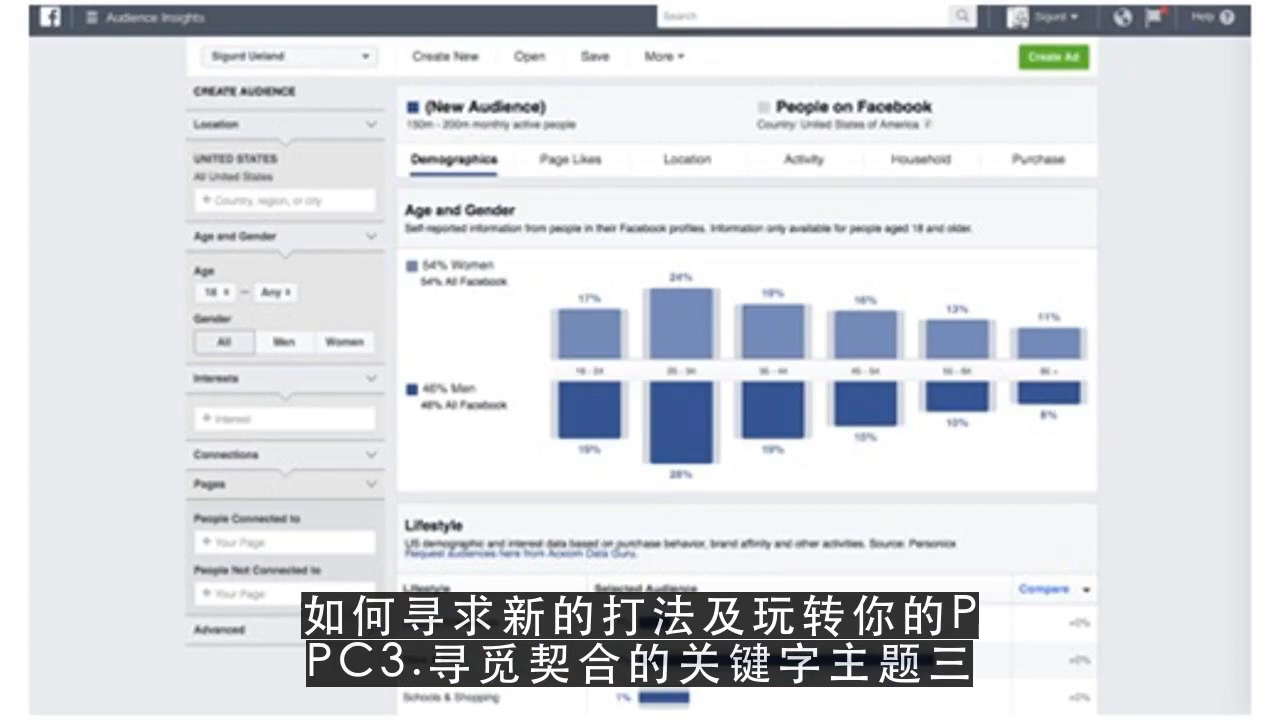 Audience Insights
Search
Sigurd
Help
Sigurd Ueland
Create New
Open
Save
More
Create Ad
CREATE AUDIENCE
(New Audience)
150m - 200m monthly active people
People on Facebook
Country: United States of America
Location
Demographics
Page Likes
Location
Activity
Household
Purchase
UNITED STATES
All United States
+ Country, region, or city
Age and Gender
Self-reported information from people in their Facebook profiles. Information only available for people aged 18 and older.
Age and Gender
Age
18 — Any
Gender
All
Men
Women
54% Women
54% All Facebook
17%
24%
19%
16%
13%
11%
18 - 24
25 - 34
35 - 44
45 - 54
55 - 64
65 +
46% Men
46% All Facebook
19%
28%
19%
15%
10%
8%
Interests
+ Interest
Connections
Pages
People Connected to
+ Your Page
People Not Connected to
+ Your Page
Advanced
Lifestyle
US demographic and interest data based on purchase behavior, brand affinity and other activities. Source: Personicx
Request audiences here from Acxiom Data Guru.
Lifestyle
Selected Audience
Compare
+0%
+0%
Schools & Shopping
1%
+0%
如何寻求新的打法及玩转你的P
PC3.寻觅契合的关键字主题三